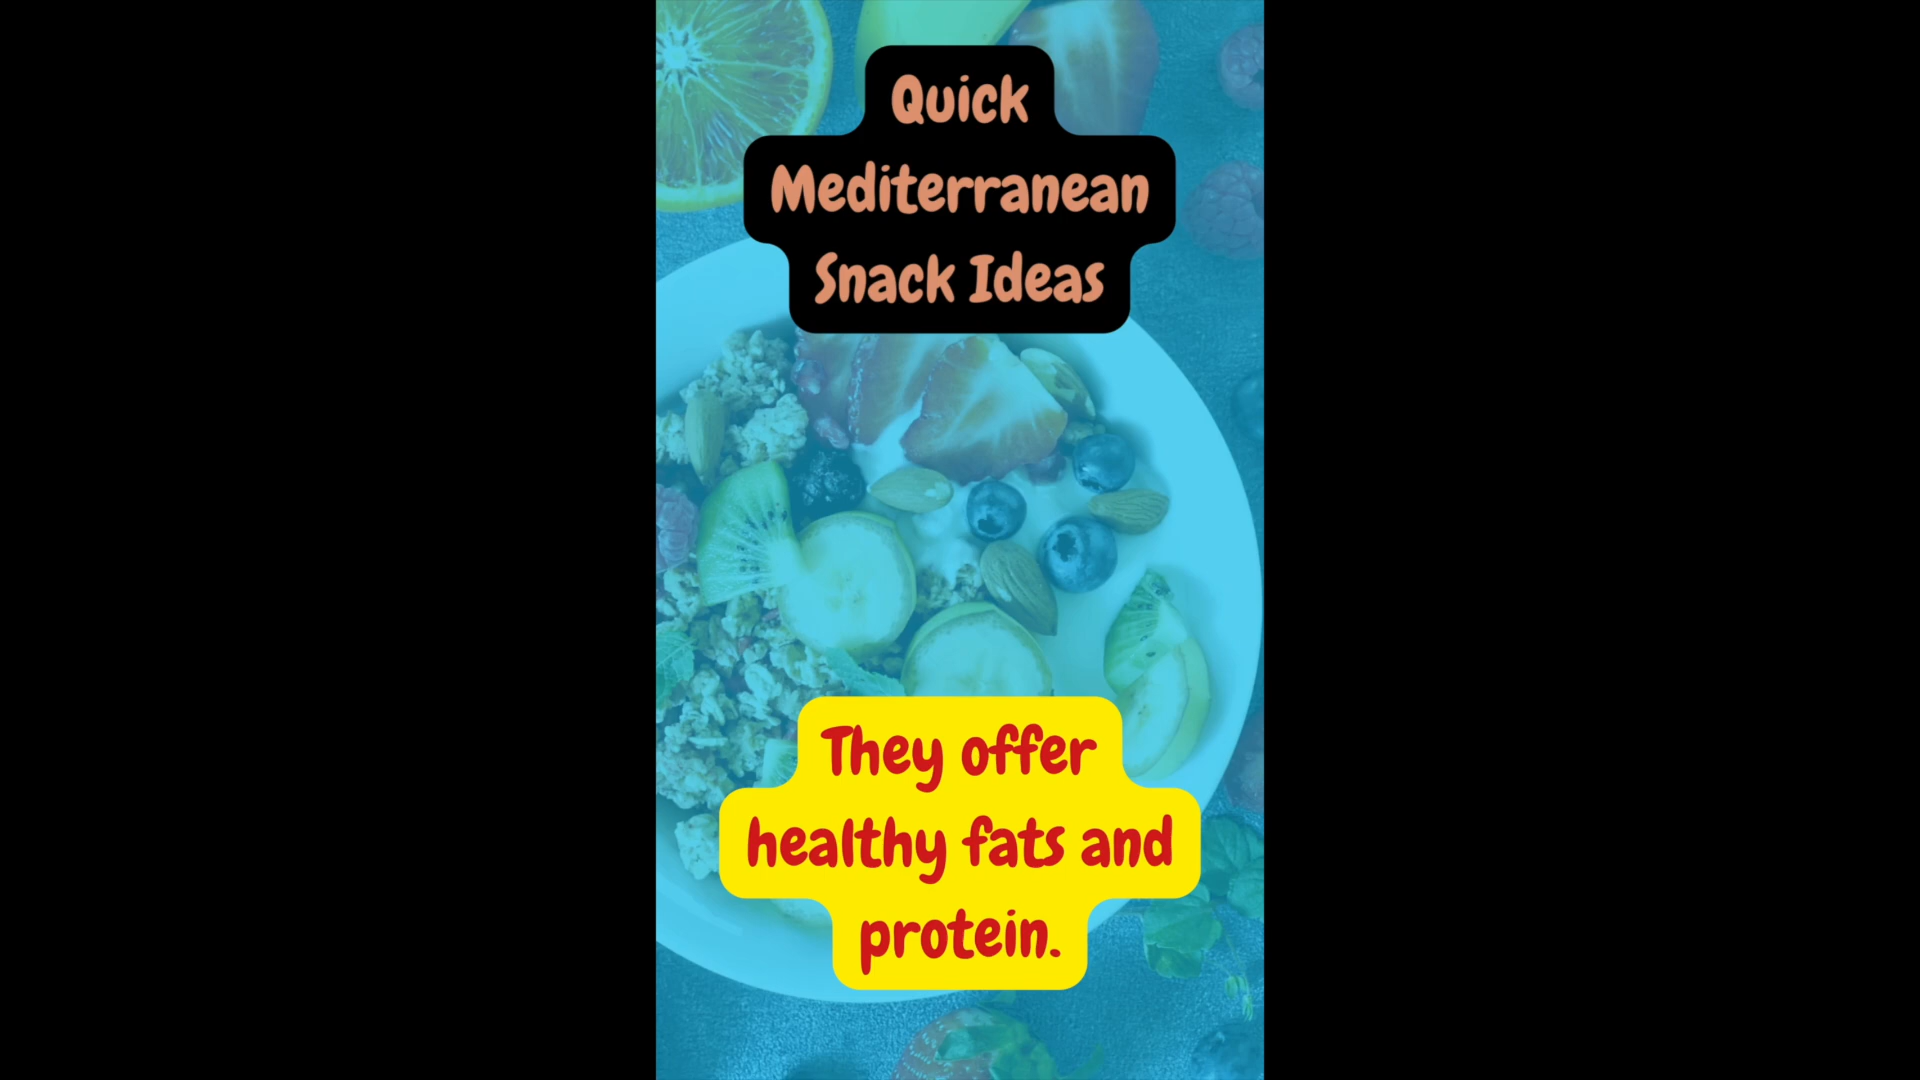 Quick
Mediterranean
Snack Ideas
They offer
healthy fats and
protein.